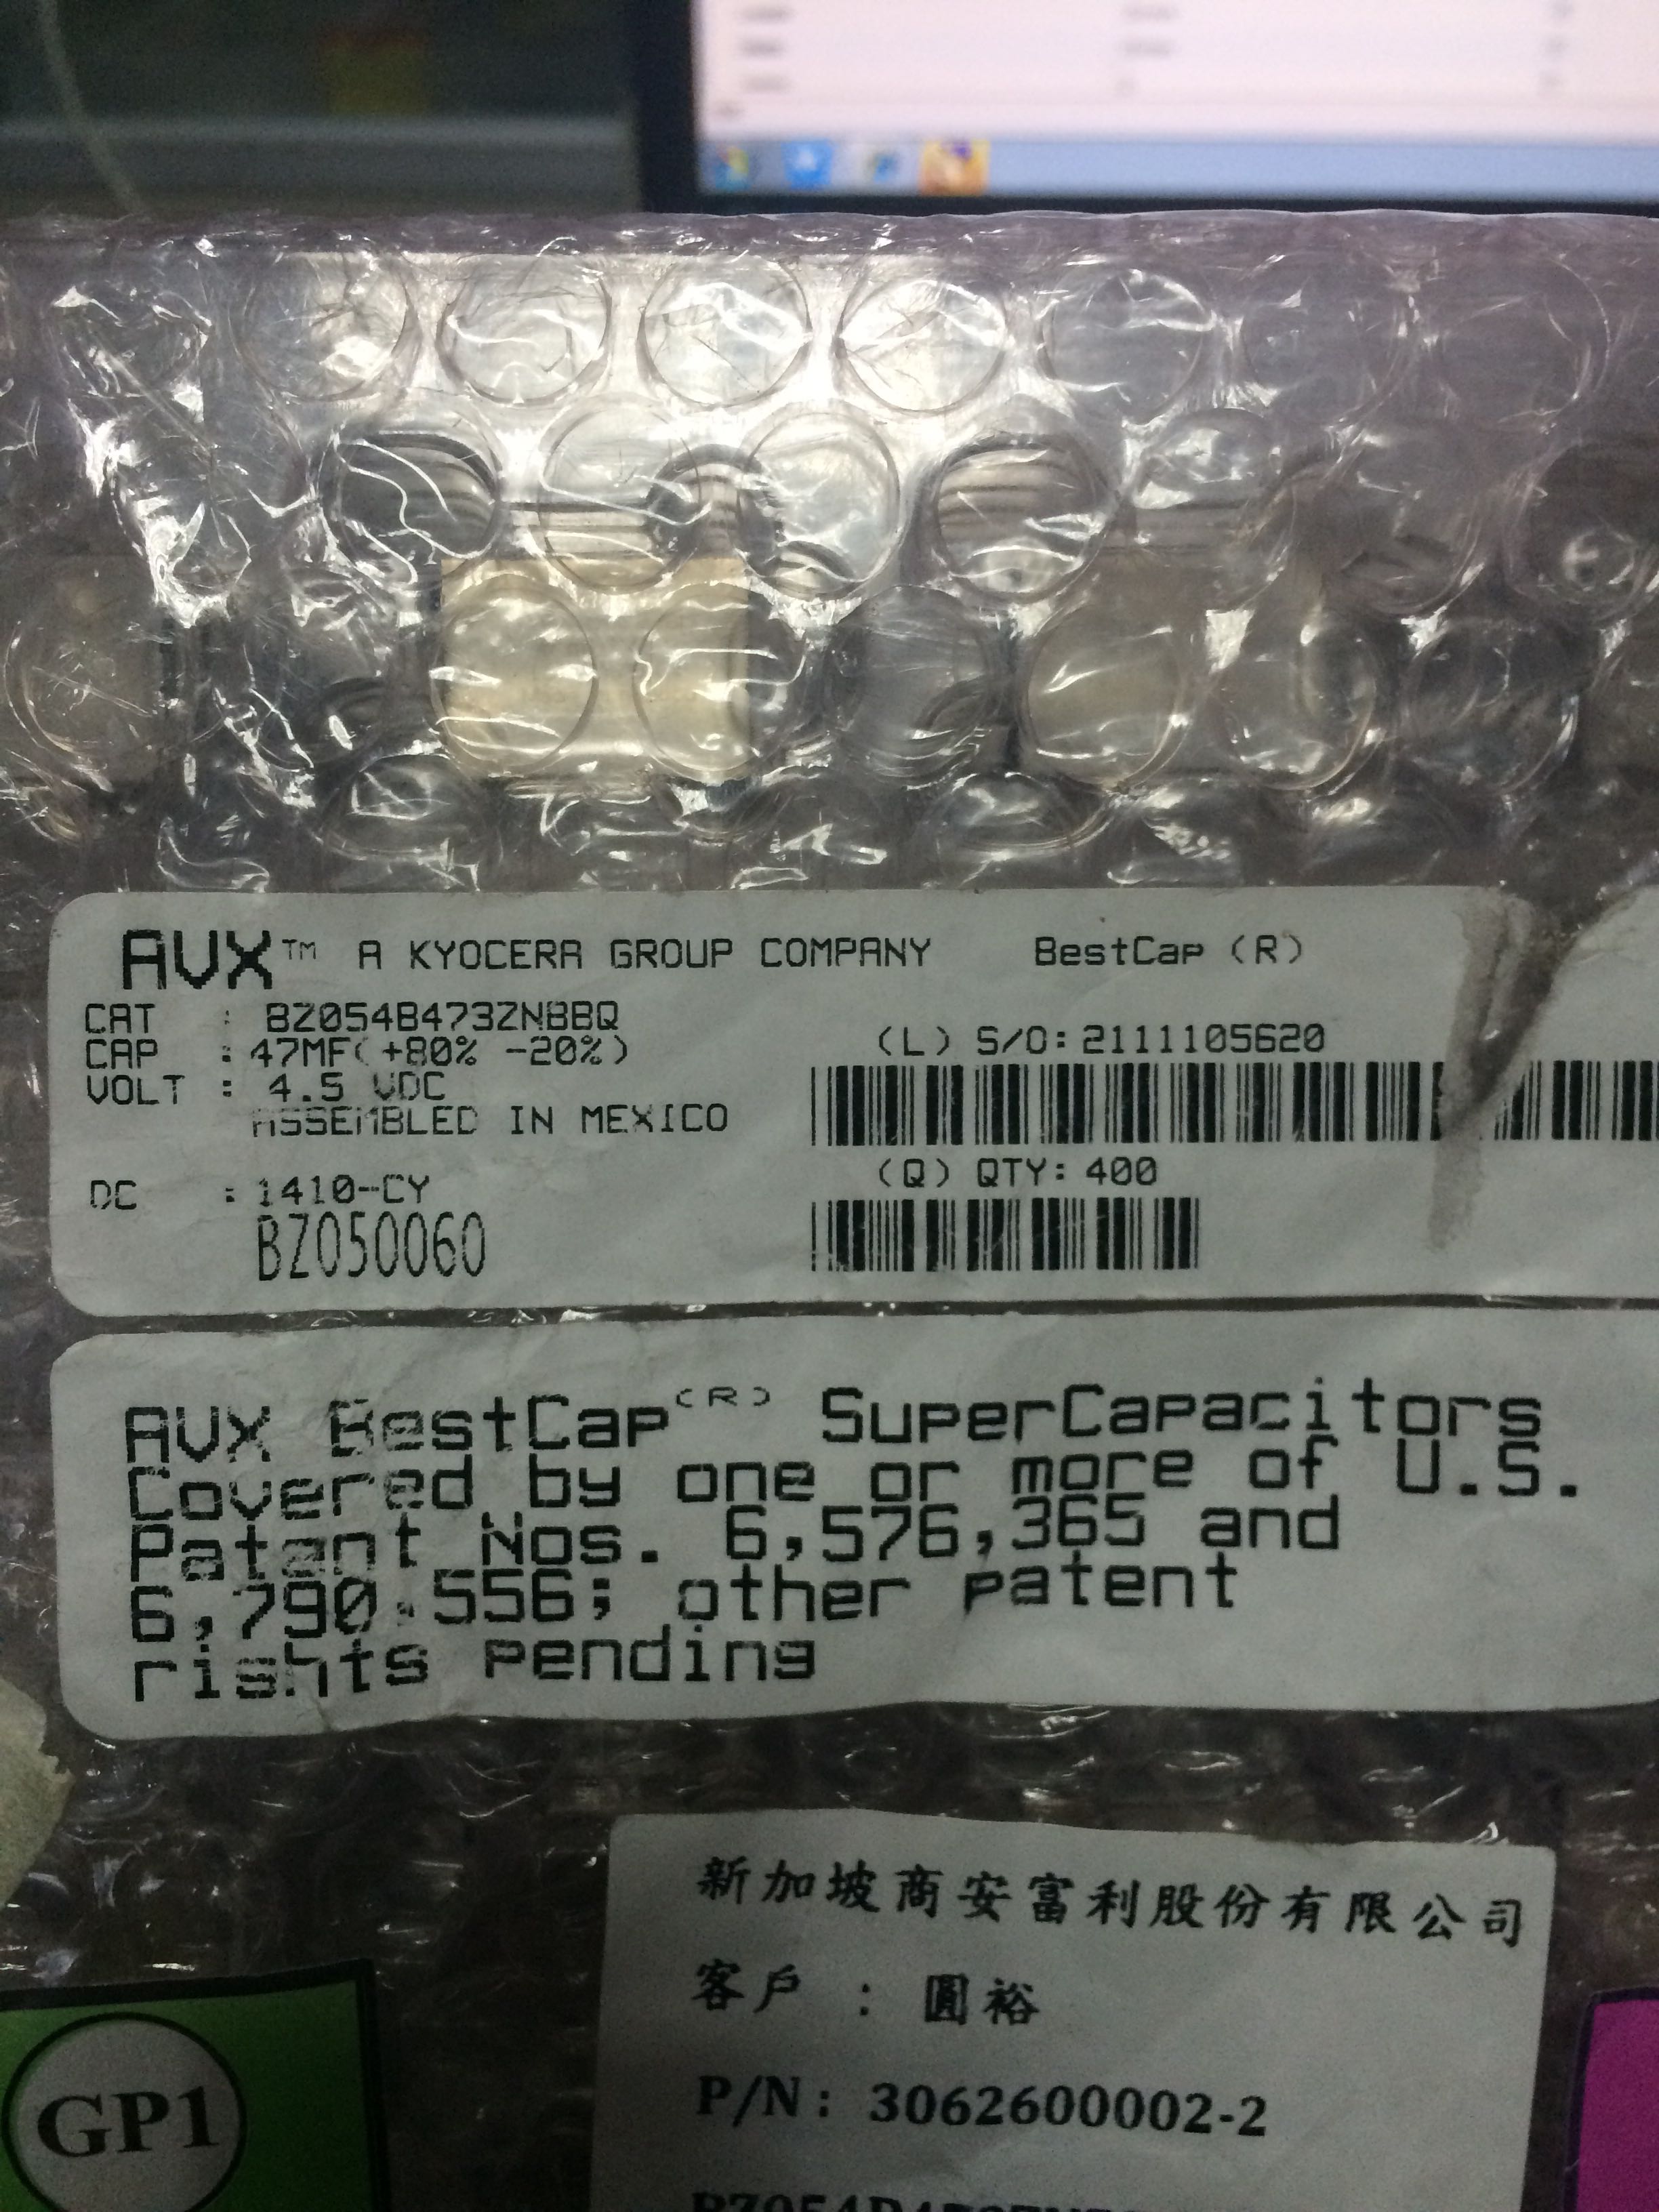 AVX™ A KYOCERA GROUP COMPANY BestCap (R)
CAT : BZ054B473ZNBBQ
CAP : 47MF( +80% -20%)
VOLT : 4.5 VDC
ASSEMBLED IN MEXICO
(L) S/O: 2111105620
(Q) QTY: 400
DC : 1410-CY
BZ050060
AVX BestCap(R) SuperCapacitors
Covered by one or more of U.S.
Patent Nos. 6,576,365 and
6,790,556; other patent
rights pending
新加坡商安富利股份有限公司
客戶 : 圓裕
P/N: 3062600002-2
GP1